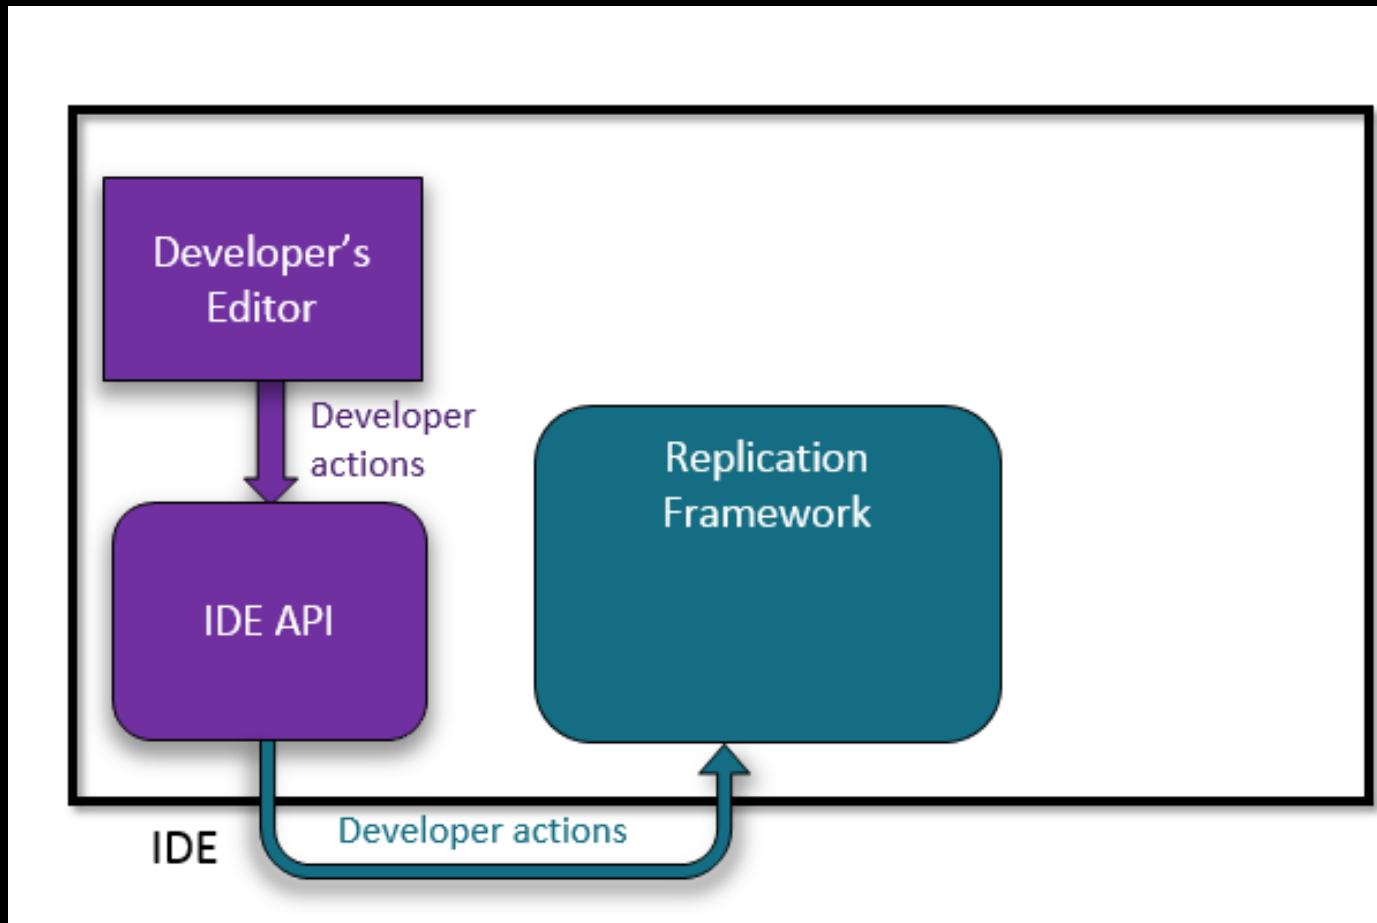 Developer’s
Editor
Developer
actions
Replication
Framework
IDE API
Developer actions
IDE